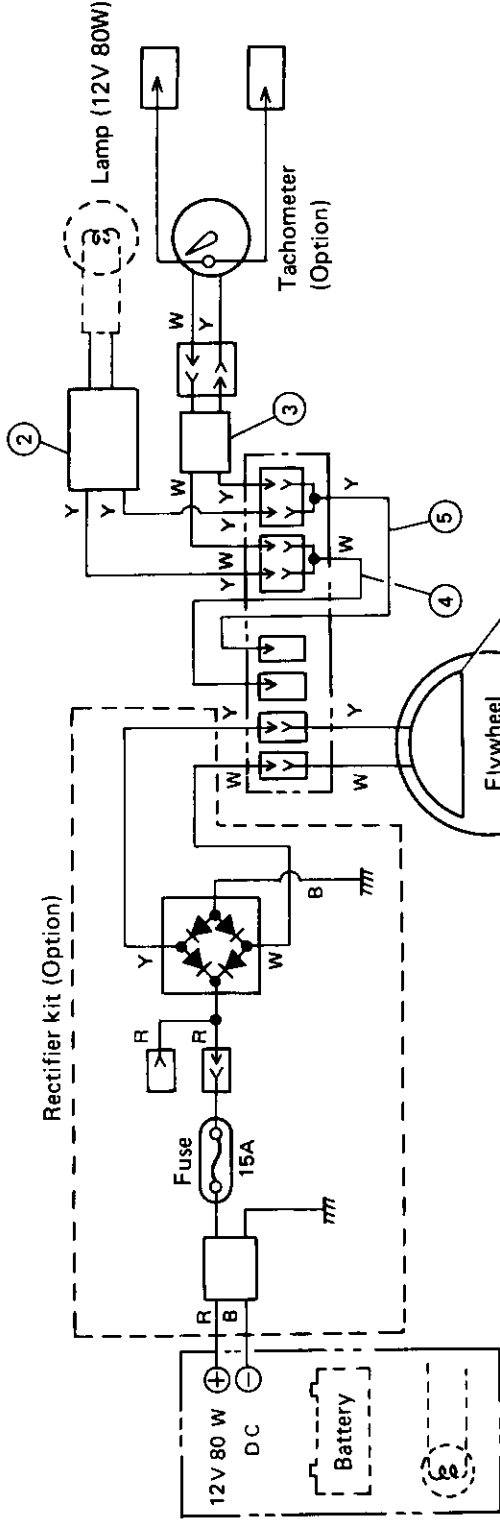 Rectifier kit (Option)
12V 80 W
+
−
DC
Battery
R
B
Fuse
15A
R
R
Y
W
B
W
Y
W
Y
Flywheel
2
Y
Y
Lamp (12V 80W)
W
Y
3
W
Y
Y
W
Y
W
Y
4
5
Tachometer
(Option)